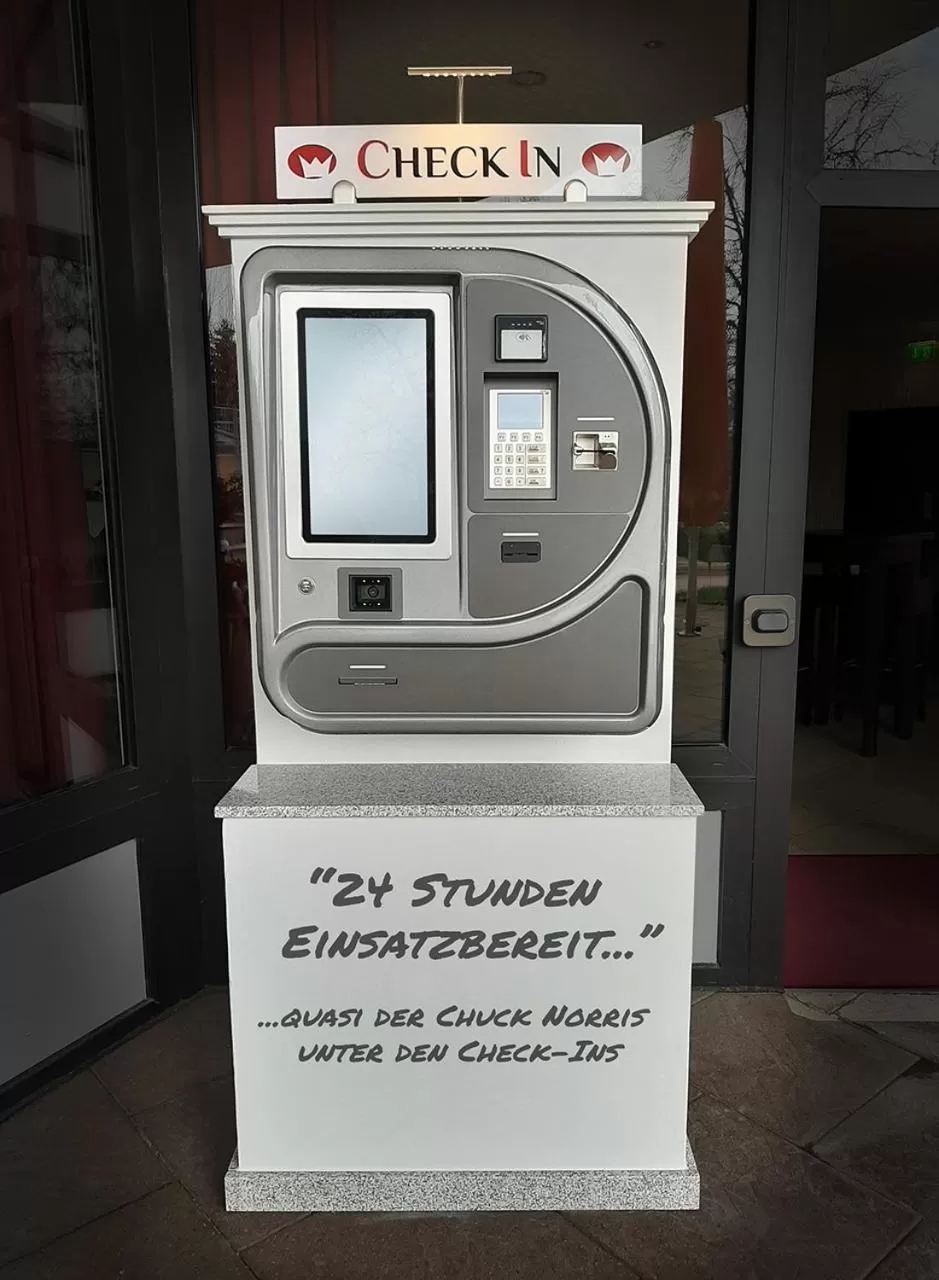 CHECK IN
"24 STUNDEN
EINSATZBEREIT..."
...QUASI DER CHUCK NORRIS
UNTER DEN CHECK-INS